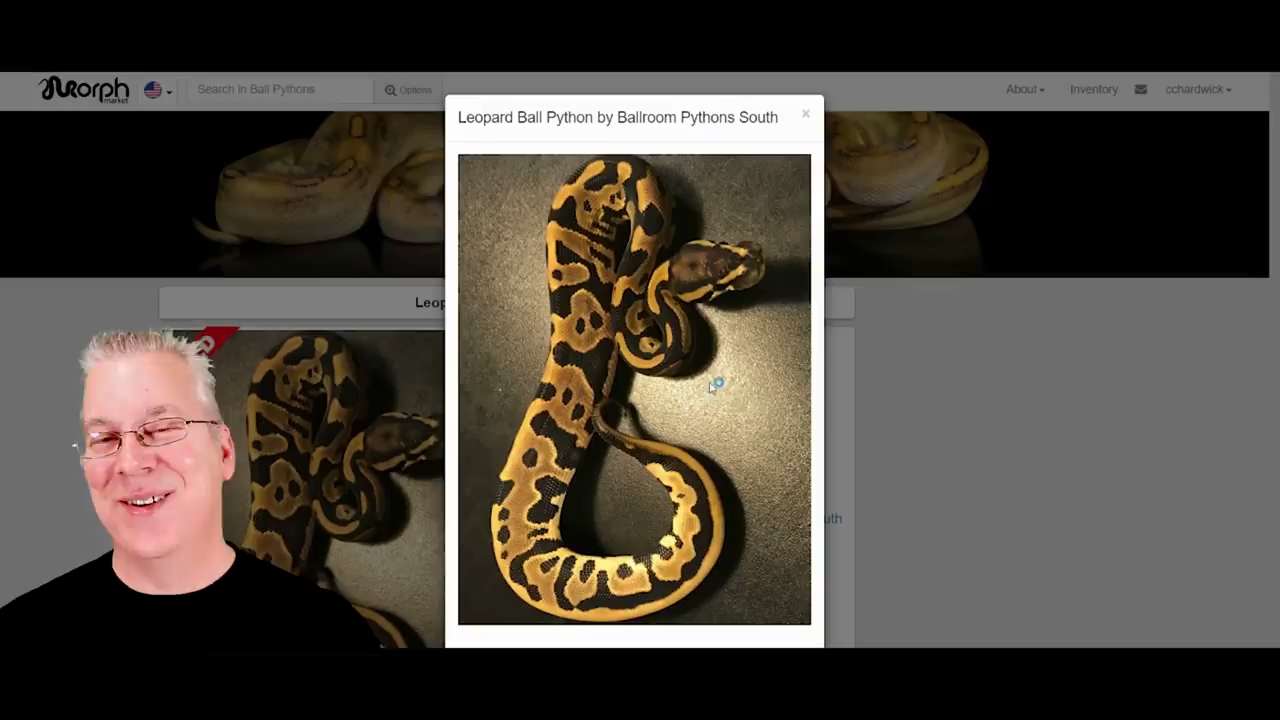 Morph
market
Search In Ball Pythons
Options
About
Inventory
cchardwick
Leopard Ball Python by Ballroom Pythons South
×
Leop
uth